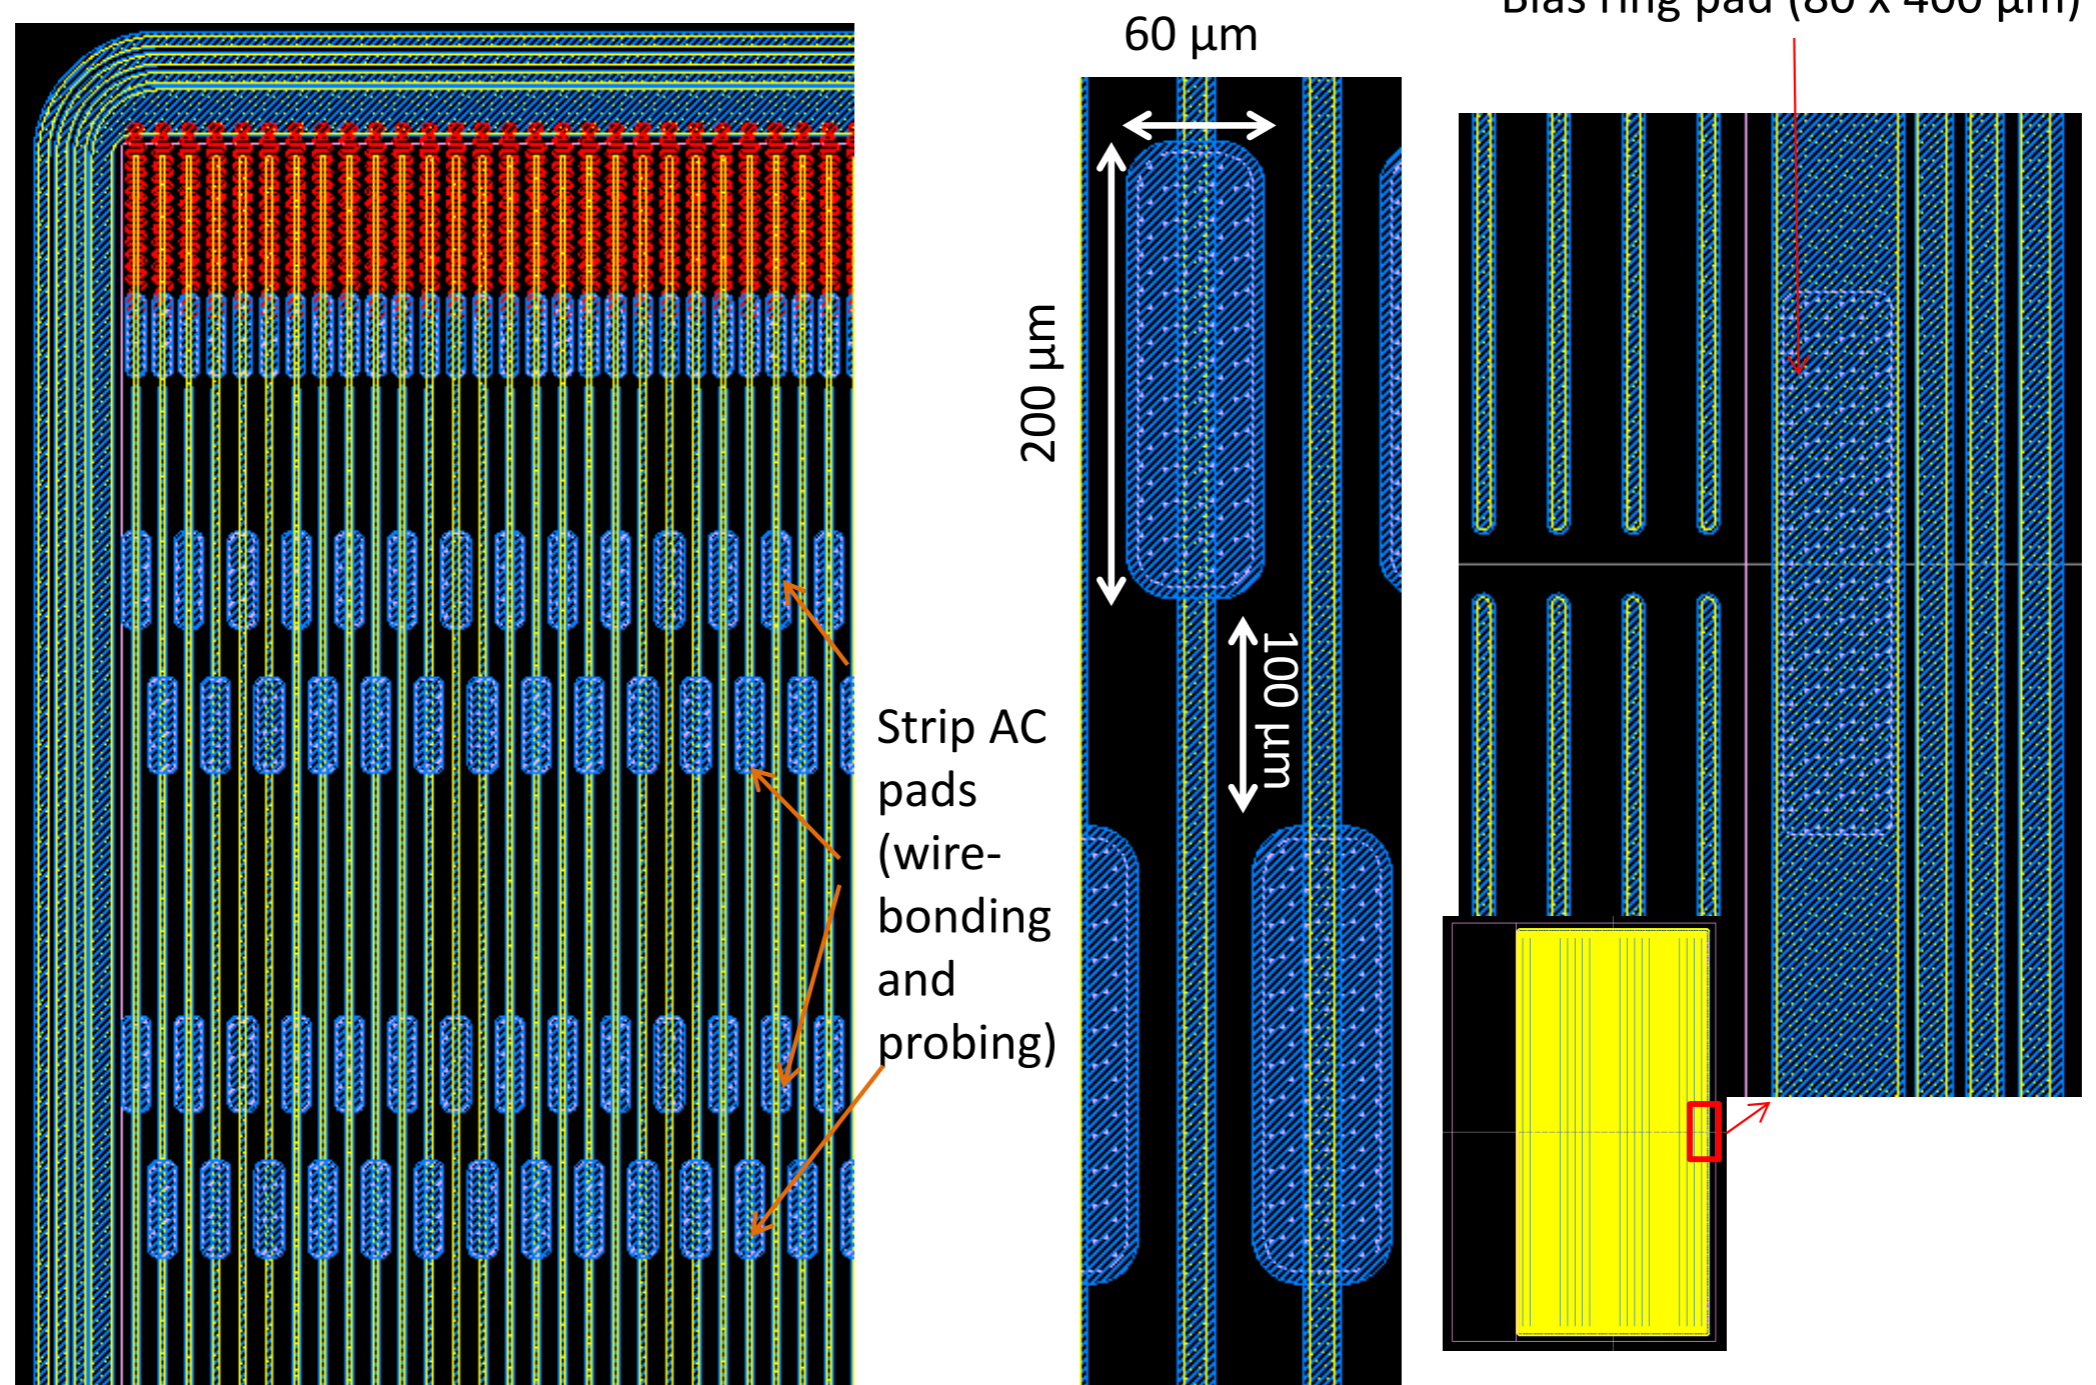 60 µm
Bias ring pad (80 x 400 µm)
200 µm
100 µm
Strip AC
pads
(wire-
bonding
and
probing)